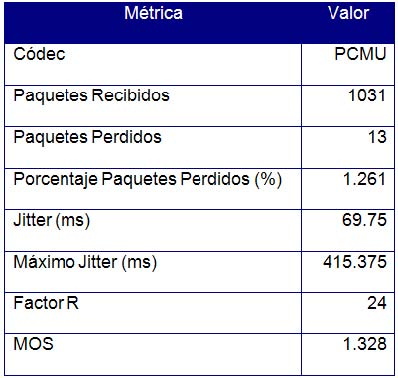 Métrica Valor
Códec PCMU
Paquetes Recibidos 1031
Paquetes Perdidos 13
Porcentaje Paquetes Perdidos (%) 1.261
Jitter (ms) 69.75
Máximo Jitter (ms) 415.375
Factor R 24
MOS 1.328